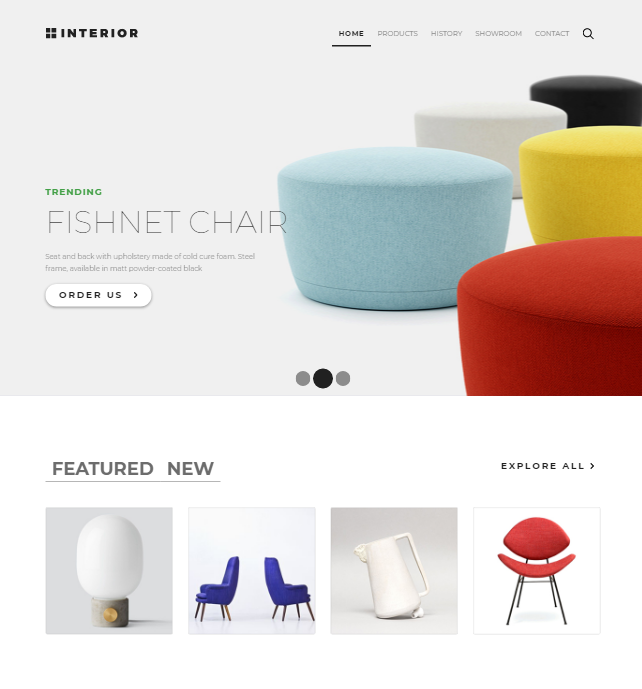 INTERIOR
HOME PRODUCTS HISTORY SHOWROOM CONTACT
TRENDING
FISHNET CHAIR
Seat and back with upholstery made of cold cure foam. Steel
frame, available in matt powder-coated black
ORDER US
FEATURED NEW
EXPLORE ALL